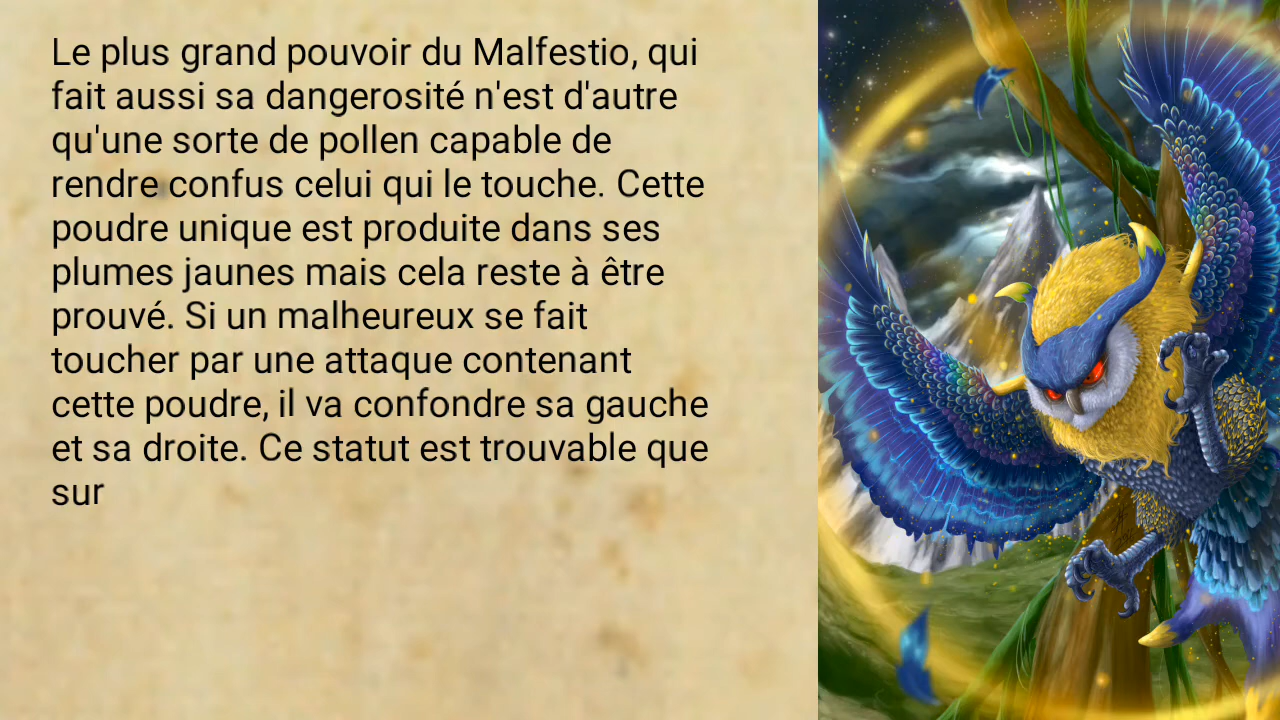 Le plus grand pouvoir du Malfestio, qui
fait aussi sa dangerosité n'est d'autre
qu'une sorte de pollen capable de
rendre confus celui qui le touche. Cette
poudre unique est produite dans ses
plumes jaunes mais cela reste à être
prouvé. Si un malheureux se fait
toucher par une attaque contenant
cette poudre, il va confondre sa gauche
et sa droite. Ce statut est trouvable que
sur